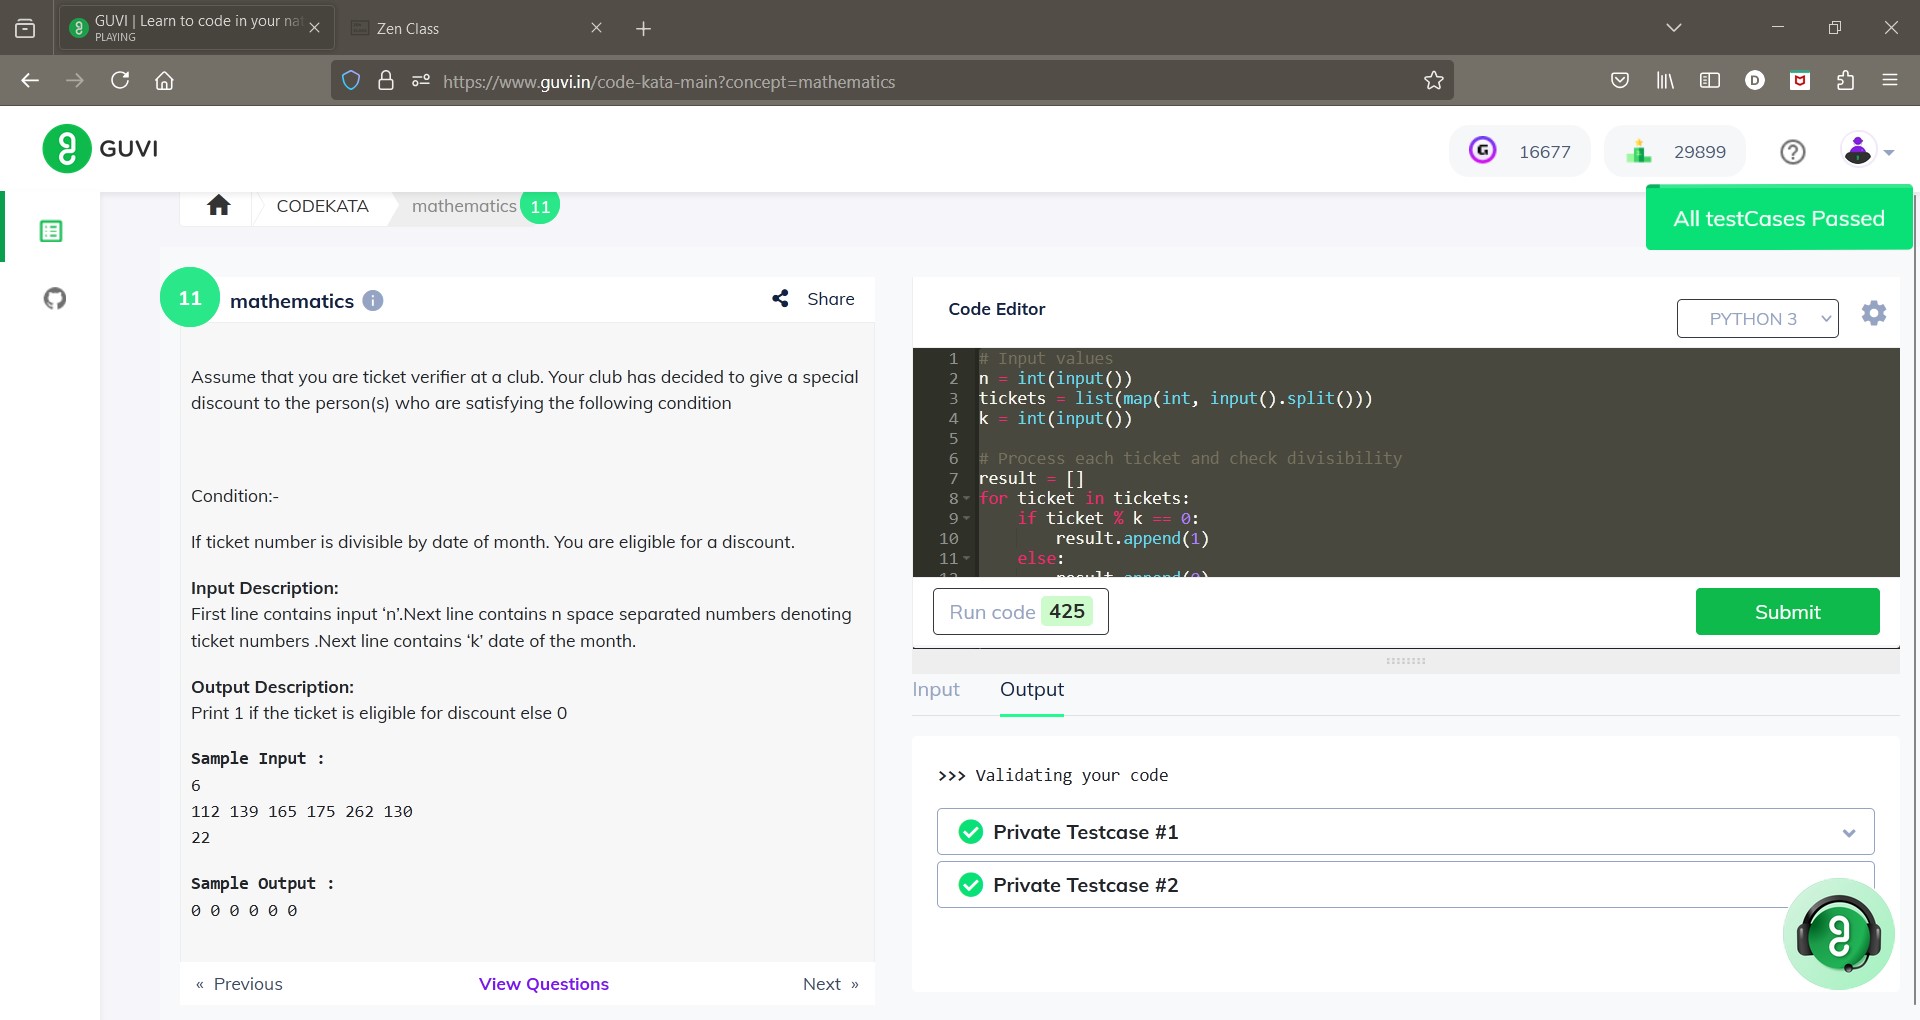 GUVI | Learn to code in your nat
PLAYING
Zen Class
https://www.guvi.in/code-kata-main?concept=mathematics
D
GUVI
G 16677
29899
CODEKATA
mathematics 11
All testCases Passed
11 mathematics i
Share
Assume that you are ticket verifier at a club. Your club has decided to give a special
discount to the person(s) who are satisfying the following condition
Condition:-
If ticket number is divisible by date of month. You are eligible for a discount.
Input Description:
First line contains input ‘n’.Next line contains n space separated numbers denoting
ticket numbers .Next line contains ‘k’ date of the month.
Output Description:
Print 1 if the ticket is eligible for discount else 0
Sample Input :
6
112 139 165 175 262 130
22
Sample Output :
0 0 0 0 0 0
« Previous
View Questions
Next »
Code Editor
PYTHON 3
1 # Input values
2 n = int(input())
3 tickets = list(map(int, input().split()))
4 k = int(input())
5
6 # Process each ticket and check divisibility
7 result = []
8 for ticket in tickets:
9 if ticket % k == 0:
10 result.append(1)
11 else:
12 result.append(0)
Run code 425
Submit
Input
Output
>>> Validating your code
Private Testcase #1
Private Testcase #2